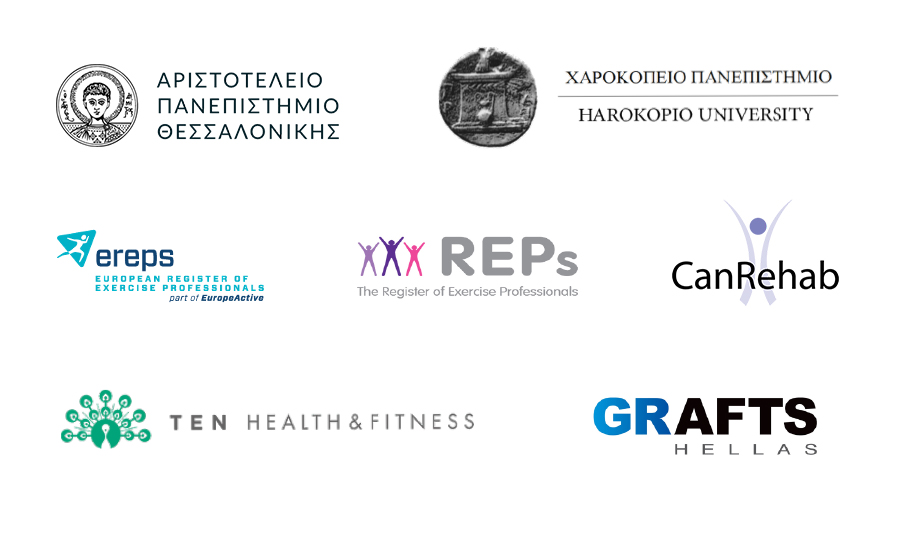 ΑΡΙΣΤΟΤΕΛΕΙΟ
ΠΑΝΕΠΙΣΤΗΜΙΟ
ΘΕΣΣΑΛΟΝΙΚΗΣ
ΧΑΡΟΚΟΠΕΙΟ ΠΑΝΕΠΙΣΤΗΜΙΟ
HAROKOPIO UNIVERSITY
ereps
EUROPEAN REGISTER OF
EXERCISE PROFESSIONALS
part of EuropeActive
REPs
The Register of Exercise Professionals
CanRehab
TEN HEALTH & FITNESS
GRAFTS
HELLAS